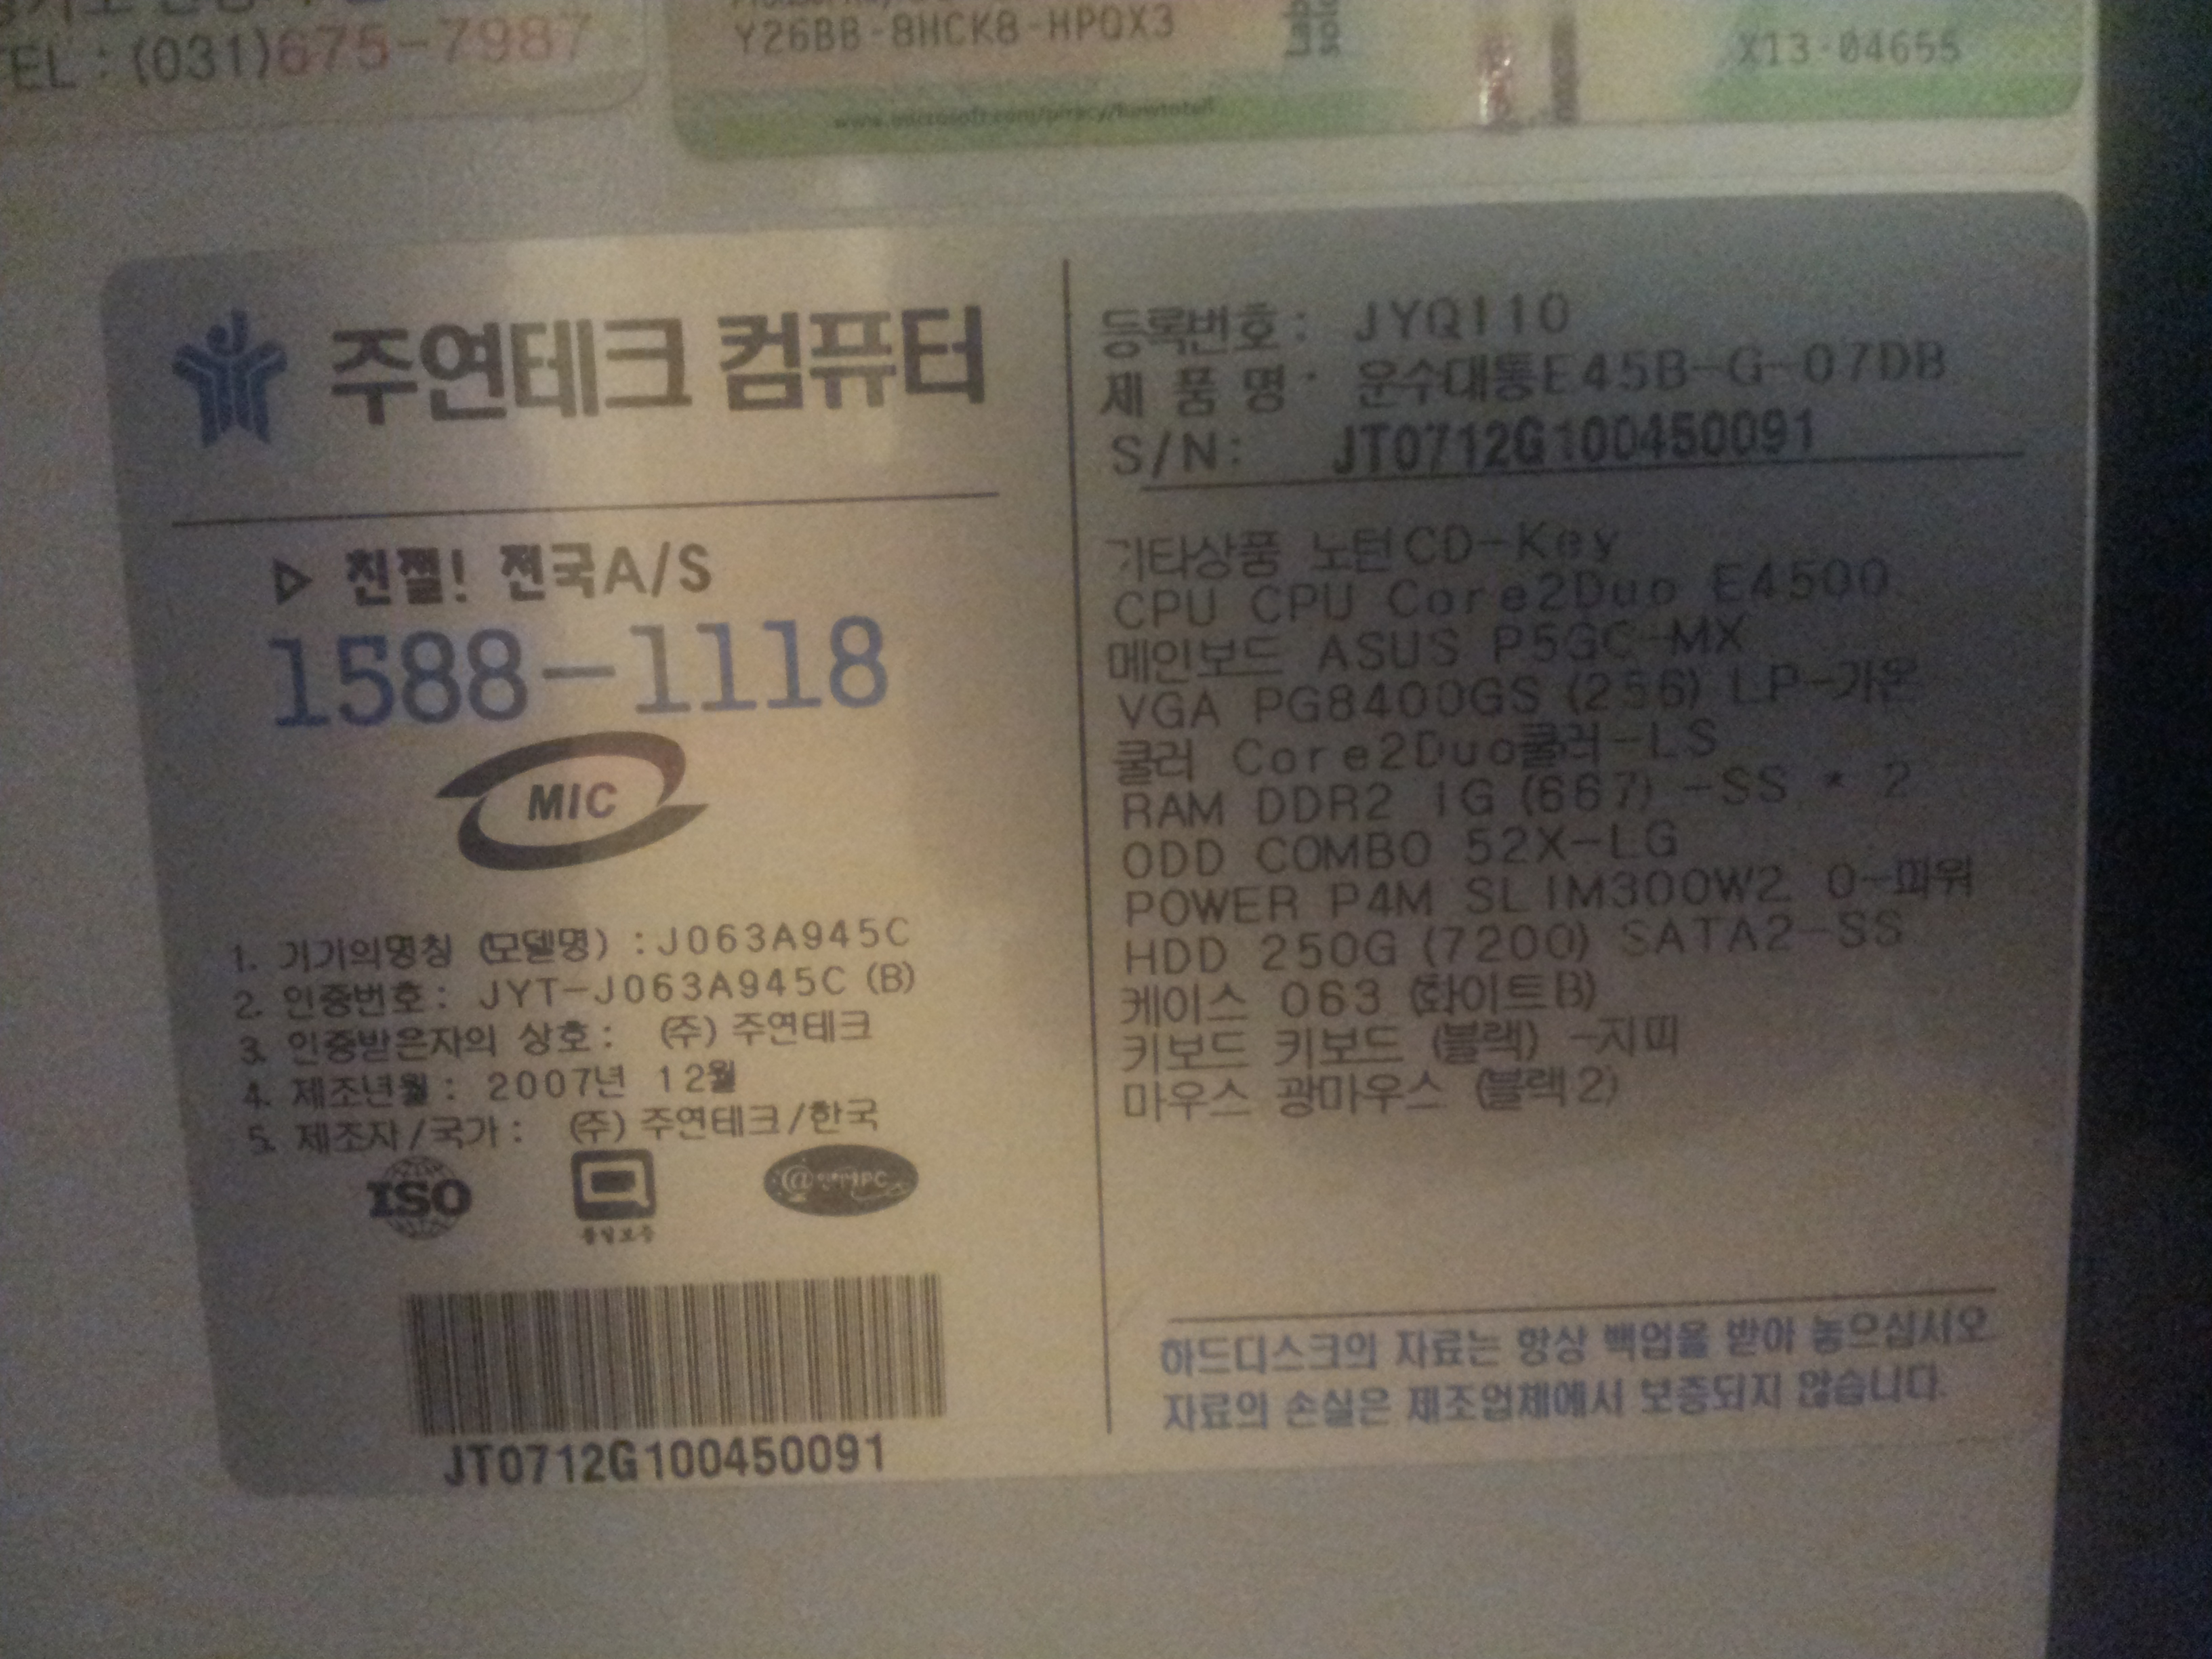 TEL : (031)675-7987
Y26BB-8HCK8-HPQX3
X13-04655
www.microsoft.com/piracy/howtotell
주연테크 컴퓨터
▷ 친절! 전국A/S
1588-1118
MIC
1. 기기의명칭 (모델명) : J063A945C
2. 인증번호 : JYT-J063A945C (B)
3. 인증받은자의 상호 : (주) 주연테크
4. 제조년월 : 2007년 12월
5. 제조자/국가 : (주) 주연테크/한국
ISO
품질보증
JT0712G100450091
등록번호 : JYQ110
제 품 명 : 운수대통E45B-G-07DB
S/N: JT0712G100450091
기타상품 노턴CD-Key
CPU CPU Core2Duo E4500
메인보드 ASUS P5GC-MX
VGA PG8400GS (256) LP-가온
쿨러 Core2Duo쿨러-LS
RAM DDR2 1G (667) -SS * 2
ODD COMBO 52X-LG
POWER P4M SLIM300W2. 0-파워
HDD 250G (7200) SATA2-SS
케이스 063 (화이트B)
키보드 키보드 (블랙) -지피
마우스 광마우스 (블랙2)
하드디스크의 자료는 항상 백업을 받아 놓으십시오
자료의 손실은 제조업체에서 보증되지 않습니다.